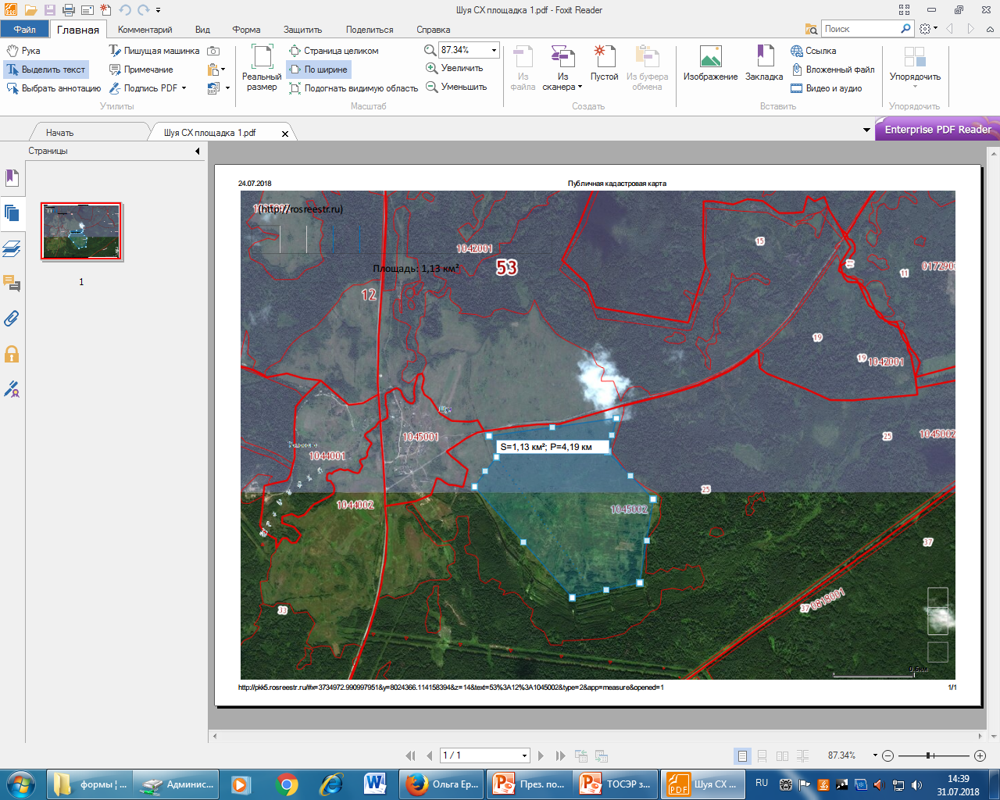 Шуя СХ площадка 1.pdf - Foxit Reader
Файл
Главная
Комментарий
Вид
Форма
Защитить
Поделиться
Справка
Поиск
Рука
Выделить текст
Выбрать аннотацию
Пишущая машинка
Примечание
Подпись PDF
Утилиты
Реальный размер
Страница целиком
По ширине
Подогнать видимую область
87.34%
Увеличить
Уменьшить
Масштаб
Из файла
Из сканера
Пустой
Из буфера обмена
Создать
Изображение
Закладка
Ссылка
Вложенный файл
Видео и аудио
Вставить
Упорядочить
Упорядочить
Начать
Шуя СХ площадка 1.pdf
Enterprise PDF Reader
Страницы
1
24.07.2018
Публичная кадастровая карта
(http://rosreestr.ru)
1042001
15
Площадь: 1,13 км²
53
11
11
12
19
19
1042001
1045001
1044001
S=1,13 км²; P=4,19 км
25
1045002
25
1044002
1045002
37
33
37
0818001
0.6км
http://pkk5.rosreestr.ru/#x=3734972.990997951&y=8024366.114158394&z=14&text=53%3A12%3A1045002&type=2&app=measure&opened=1
1/1
1 / 1
87.34%
формы ¦ ...
Админис...
Ольга Ер...
През. по...
ТОСЭР з...
Шуя СХ ...
RU
14:39
31.07.2018